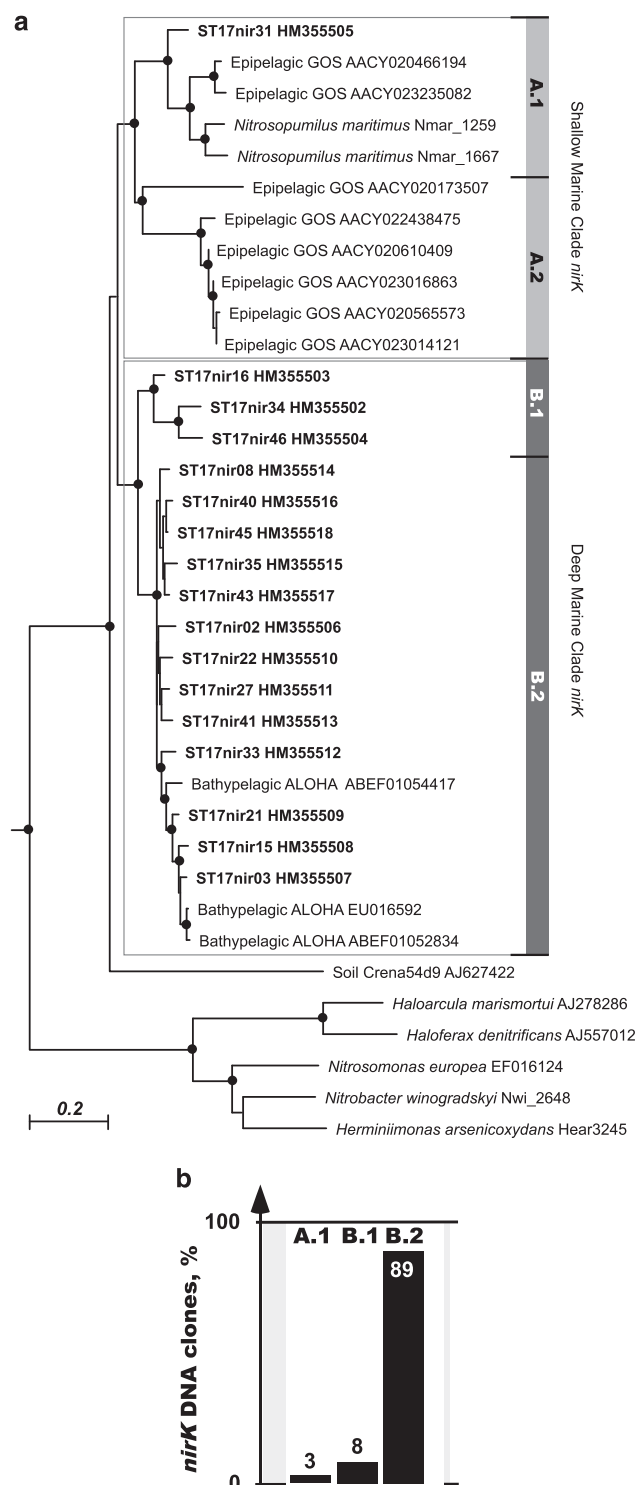 a
ST17nir31 HM355505
Epipelagic GOS AACY020466194
Epipelagic GOS AACY023235082
Nitrosopumilus maritimus Nmar_1259
Nitrosopumilus maritimus Nmar_1667
A.1
Epipelagic GOS AACY020173507
Epipelagic GOS AACY022438475
Epipelagic GOS AACY020610409
Epipelagic GOS AACY023016863
Epipelagic GOS AACY020565573
Epipelagic GOS AACY023014121
A.2
Shallow Marine Clade nirK
ST17nir16 HM355503
ST17nir34 HM355502
ST17nir46 HM355504
B.1
ST17nir08 HM355514
ST17nir40 HM355516
ST17nir45 HM355518
ST17nir35 HM355515
ST17nir43 HM355517
ST17nir02 HM355506
ST17nir22 HM355510
ST17nir27 HM355511
ST17nir41 HM355513
ST17nir33 HM355512
Bathypelagic ALOHA ABEF01054417
ST17nir21 HM355509
ST17nir15 HM355508
ST17nir03 HM355507
Bathypelagic ALOHA EU016592
Bathypelagic ALOHA ABEF01052834
B.2
Deep Marine Clade nirK
Soil Crena54d9 AJ627422
Haloarcula marismortui AJ278286
Haloferax denitrificans AJ557012
Nitrosomonas europea EF016124
Nitrobacter winogradskyi Nwi_2648
Herminiimonas arsenicoxydans Hear3245
0.2
b
100
A.1 B.1 B.2
89
nirK DNA clones, %
8
3
0